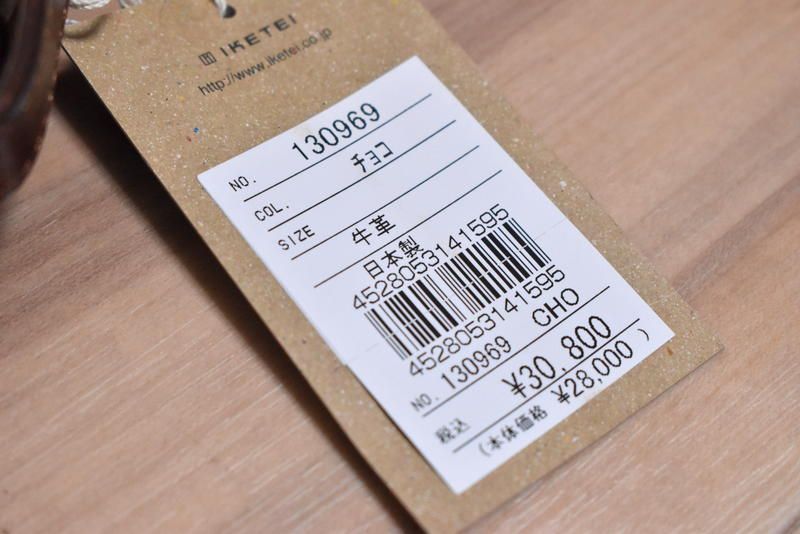 IKETEI
http://www.iketei.co.jp
NO. 130969
COL. チョコ
SIZE
牛革
日本製
4528053141595
4528053141595
NO. 130969 CHO
税込 ¥30,800
(本体価格 ¥28,000 )